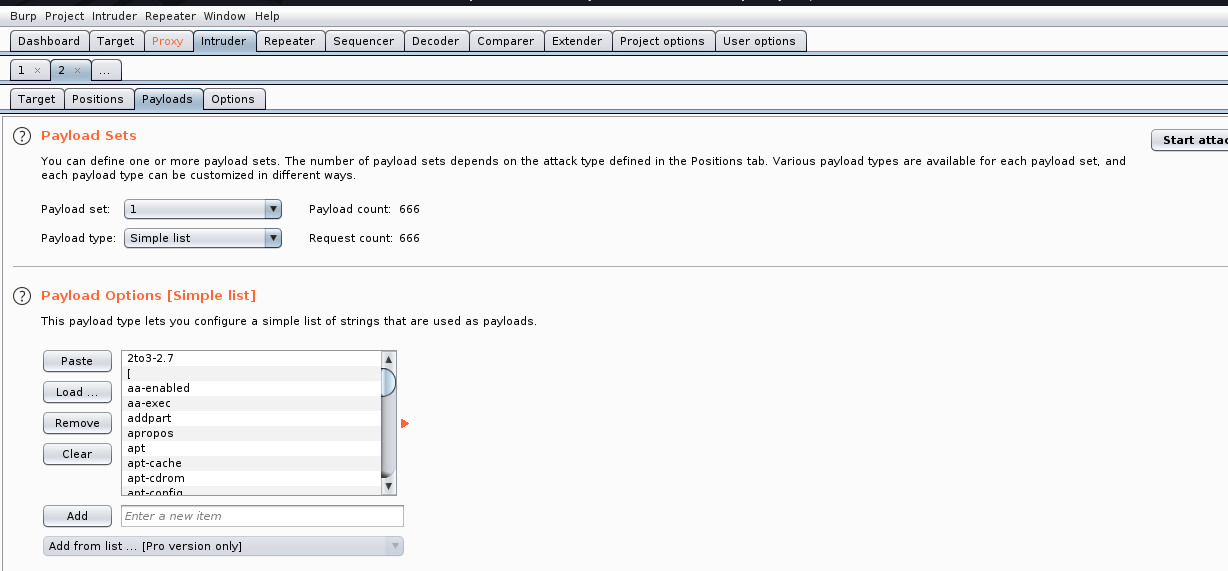 Burp Project Intruder Repeater Window Help
Dashboard Target Proxy Intruder Repeater Sequencer Decoder Comparer Extender Project options User options
1 × 2 × ...
Target Positions Payloads Options
? Payload Sets
Start attac
You can define one or more payload sets. The number of payload sets depends on the attack type defined in the Positions tab. Various payload types are available for each payload set, and
each payload type can be customized in different ways.
Payload set: 1 Payload count: 666
Payload type: Simple list Request count: 666
? Payload Options [Simple list]
This payload type lets you configure a simple list of strings that are used as payloads.
Paste
Load ...
Remove
Clear
2to3-2.7
[
aa-enabled
aa-exec
addpart
apropos
apt
apt-cache
apt-cdrom
apt-config
Add Enter a new item
Add from list ... [Pro version only]